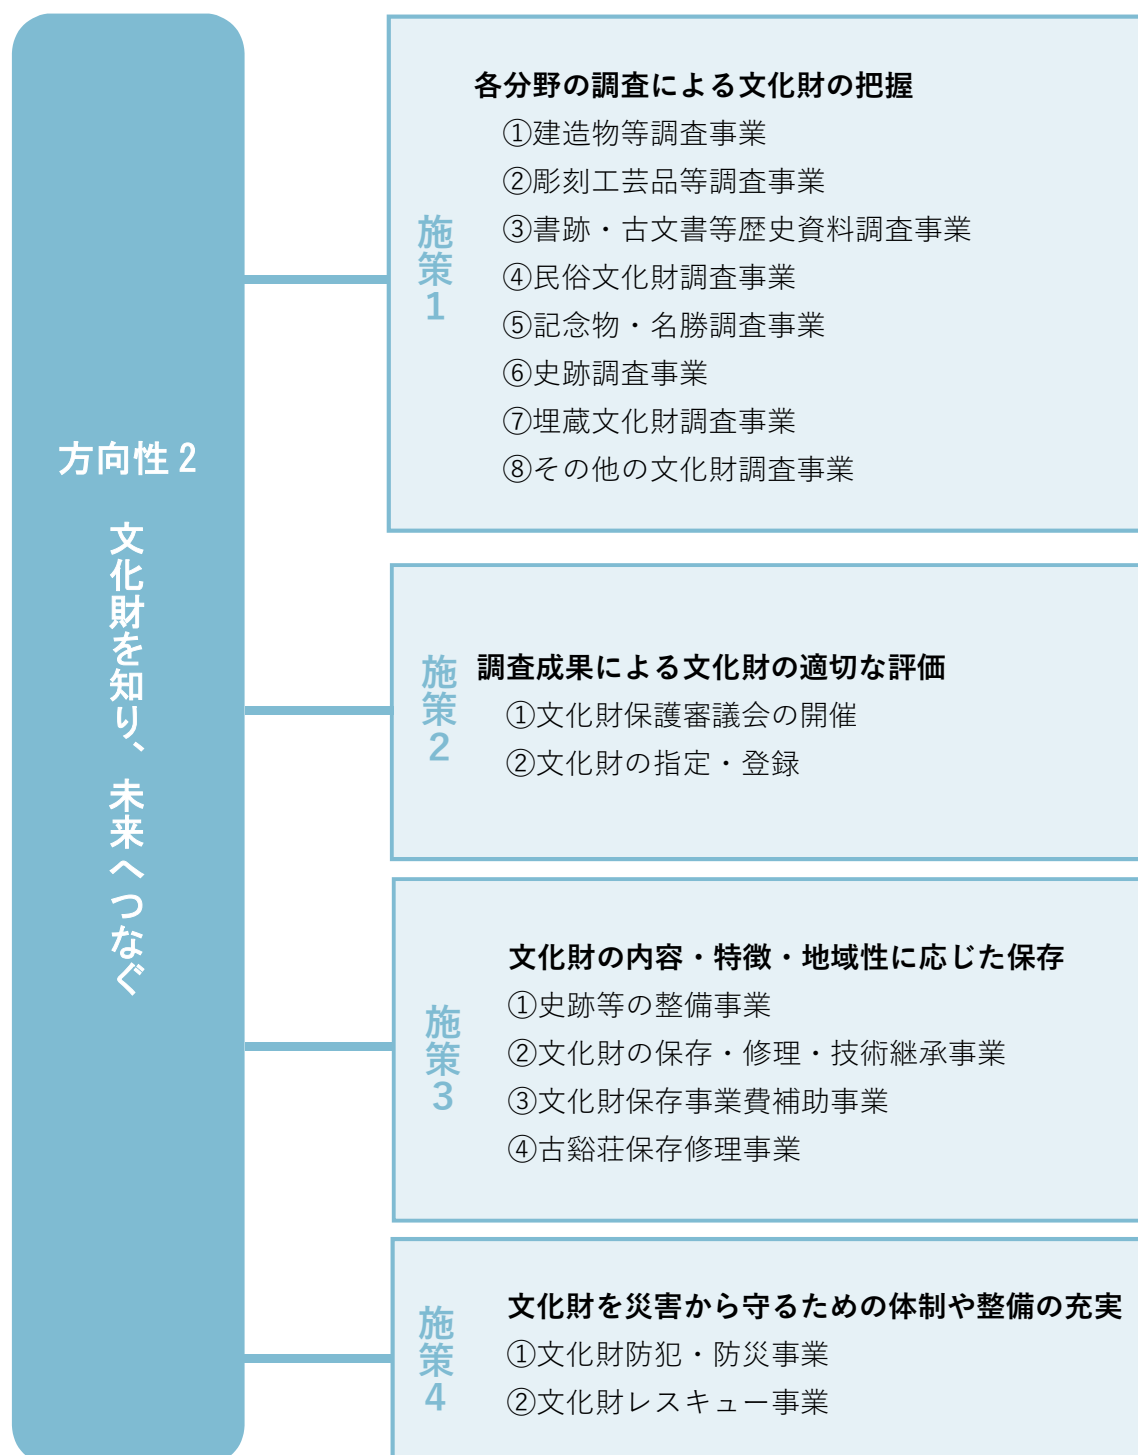 方向性2
文化財を知り、未来へつなぐ
施策1
各分野の調査による文化財の把握
①建造物等調査事業
②彫刻工芸品等調査事業
③書跡・古文書等歴史資料調査事業
④民俗文化財調査事業
⑤記念物・名勝調査事業
⑥史跡調査事業
⑦埋蔵文化財調査事業
⑧その他の文化財調査事業
施策2
調査成果による文化財の適切な評価
①文化財保護審議会の開催
②文化財の指定・登録
施策3
文化財の内容・特徴・地域性に応じた保存
①史跡等の整備事業
②文化財の保存・修理・技術継承事業
③文化財保存事業費補助事業
④古谿荘保存修理事業
施策4
文化財を災害から守るための体制や整備の充実
①文化財防犯・防災事業
②文化財レスキュー事業